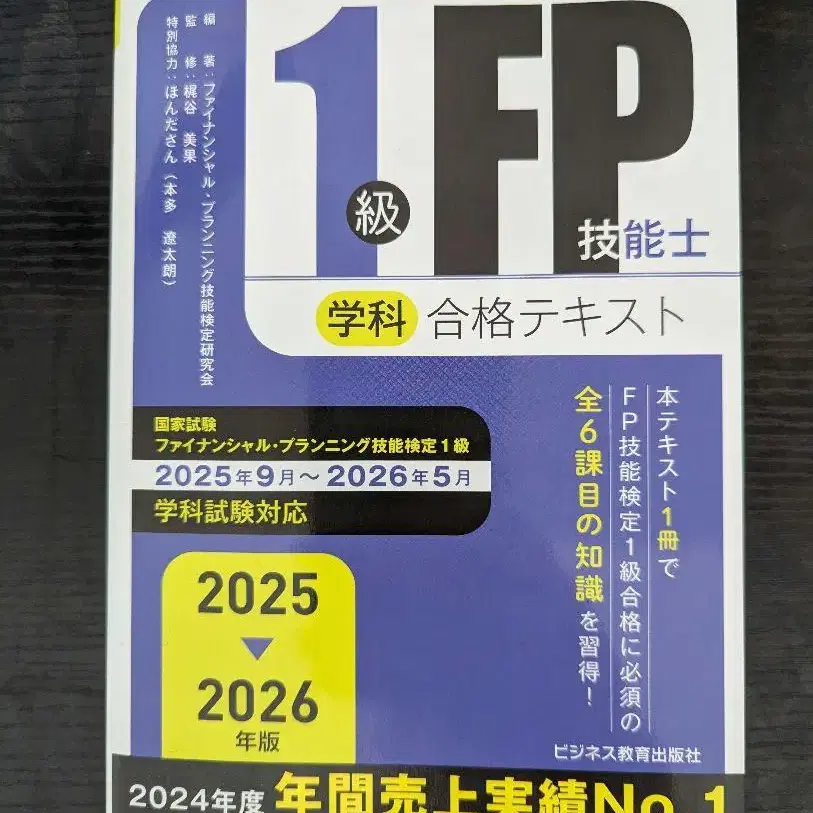 編　著：ファイナンシャル・プランニング技能検定研究会
監　修：梶谷　美果
特別協力：ほんださん（本多　遼太朗）
1級FP
技能士
学科 合格テキスト
本テキスト1冊で
FP技能検定1級合格に必須の
全6課目の知識を習得！
国家試験
ファイナンシャル・プランニング技能検定1級
2025年9月～2026年5月
学科試験対応
2025
▼
2026
年版
ビジネス教育出版社
2024年度 年間売上実績No.1